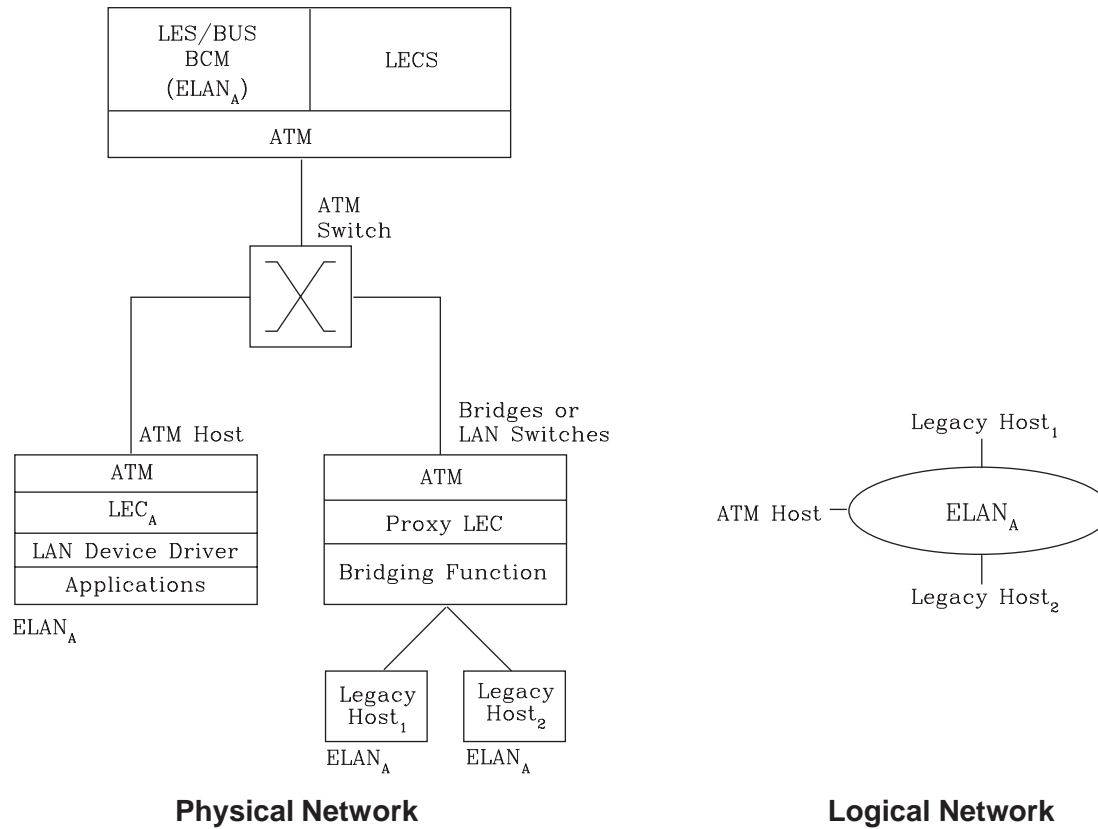 LES/BUS
BCM
(ELAN_A)
LECS
ATM
ATM
Switch
ATM Host
Bridges or
LAN Switches
ATM
LEC_A
LAN Device Driver
Applications
ELAN_A
ATM
Proxy LEC
Bridging Function
Legacy
Host_1
ELAN_A
Legacy
Host_2
ELAN_A
Legacy Host_1
ATM Host
ELAN_A
Legacy Host_2
Physical Network
Logical Network